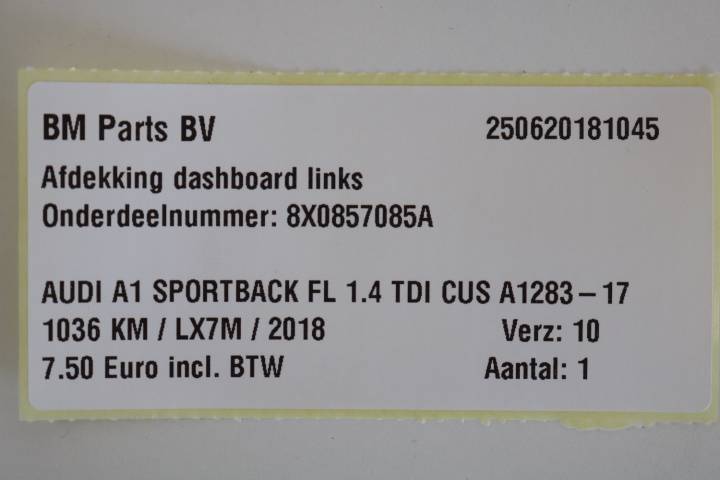 BM Parts BV 250620181045
Afdekking dashboard links
Onderdeelnummer: 8X0857085A
AUDI A1 SPORTBACK FL 1.4 TDI CUS A1283-17
1036 KM / LX7M / 2018 Verz: 10
7.50 Euro incl. BTW Aantal: 1